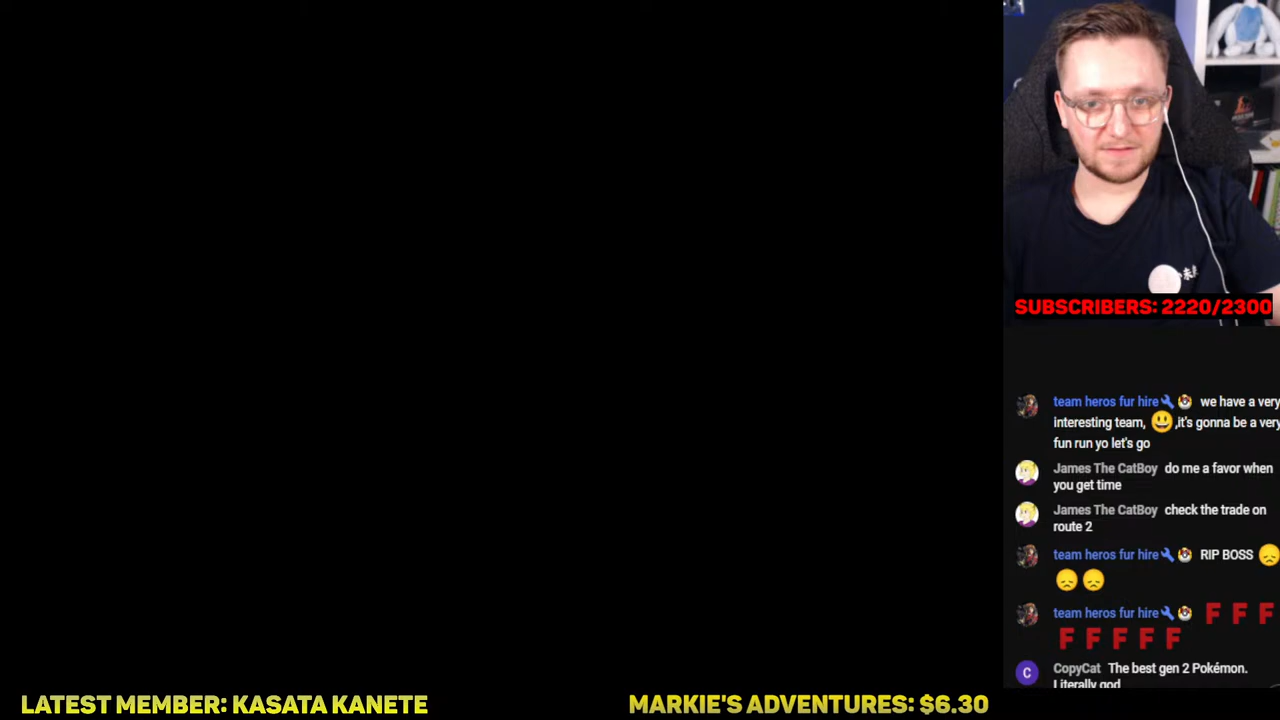 SUBSCRIBERS: 2220/2300
team heros fur hire we have a very
interesting team, ,it's gonna be a very
fun run yo let's go
James The CatBoy do me a favor when
you get time
James The CatBoy check the trade on
route 2
team heros fur hire RIP BOSS
team heros fur hire F F F
F F F F F
C
CopyCat The best gen 2 Pokémon.
Literally god
LATEST MEMBER: KASATA KANETE
MARKIE'S ADVENTURES: $6.30